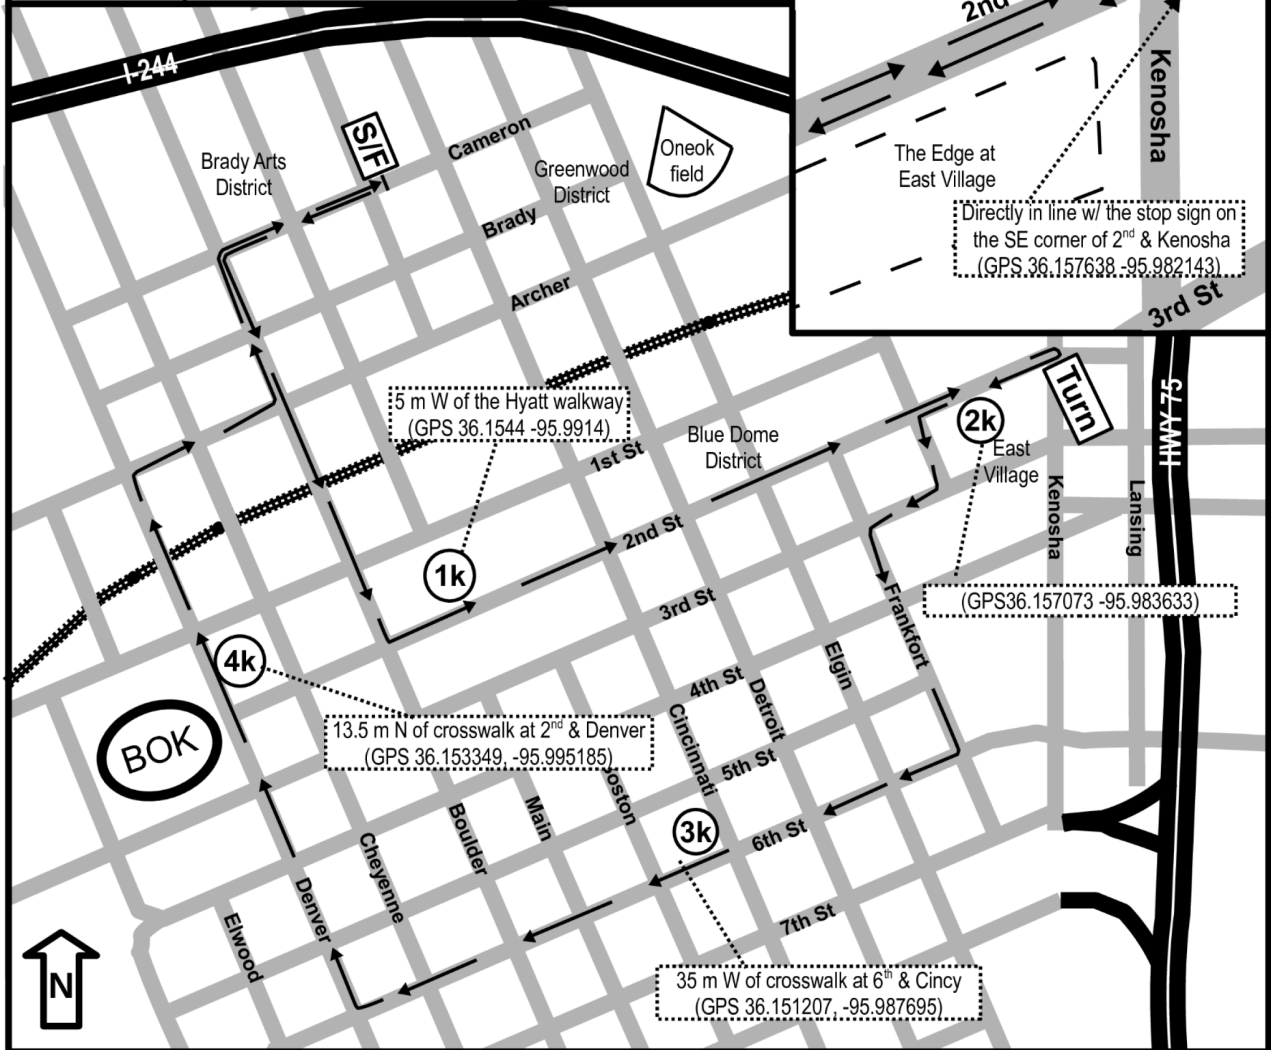 2nd
I-244
Kenosha
S/F
Cameron
Brady Arts
District
Greenwood
District
Oneok
field
The Edge at
East Village
Brady
Directly in line w/ the stop sign on
the SE corner of 2nd & Kenosha
(GPS 36.157638 -95.982143)
Archer
3rd St
5 m W of the Hyatt walkway
(GPS 36.1544 -95.9914)
Turn
HWY 75
2k
Blue Dome
District
East
Village
1st St
Kenosha
Lansing
2nd St
1k
(GPS36.157073 -95.983633)
3rd St
Frankfort
4k
Elgin
4th St
Detroit
Cincinnati
BOK
13.5 m N of crosswalk at 2nd & Denver
(GPS 36.153349, -95.995185)
5th St
oston
Main
Boulder
3k
6th St
Cheyenne
Denver
7th St
Elwood
N
35 m W of crosswalk at 6th & Cincy
(GPS 36.151207, -95.987695)